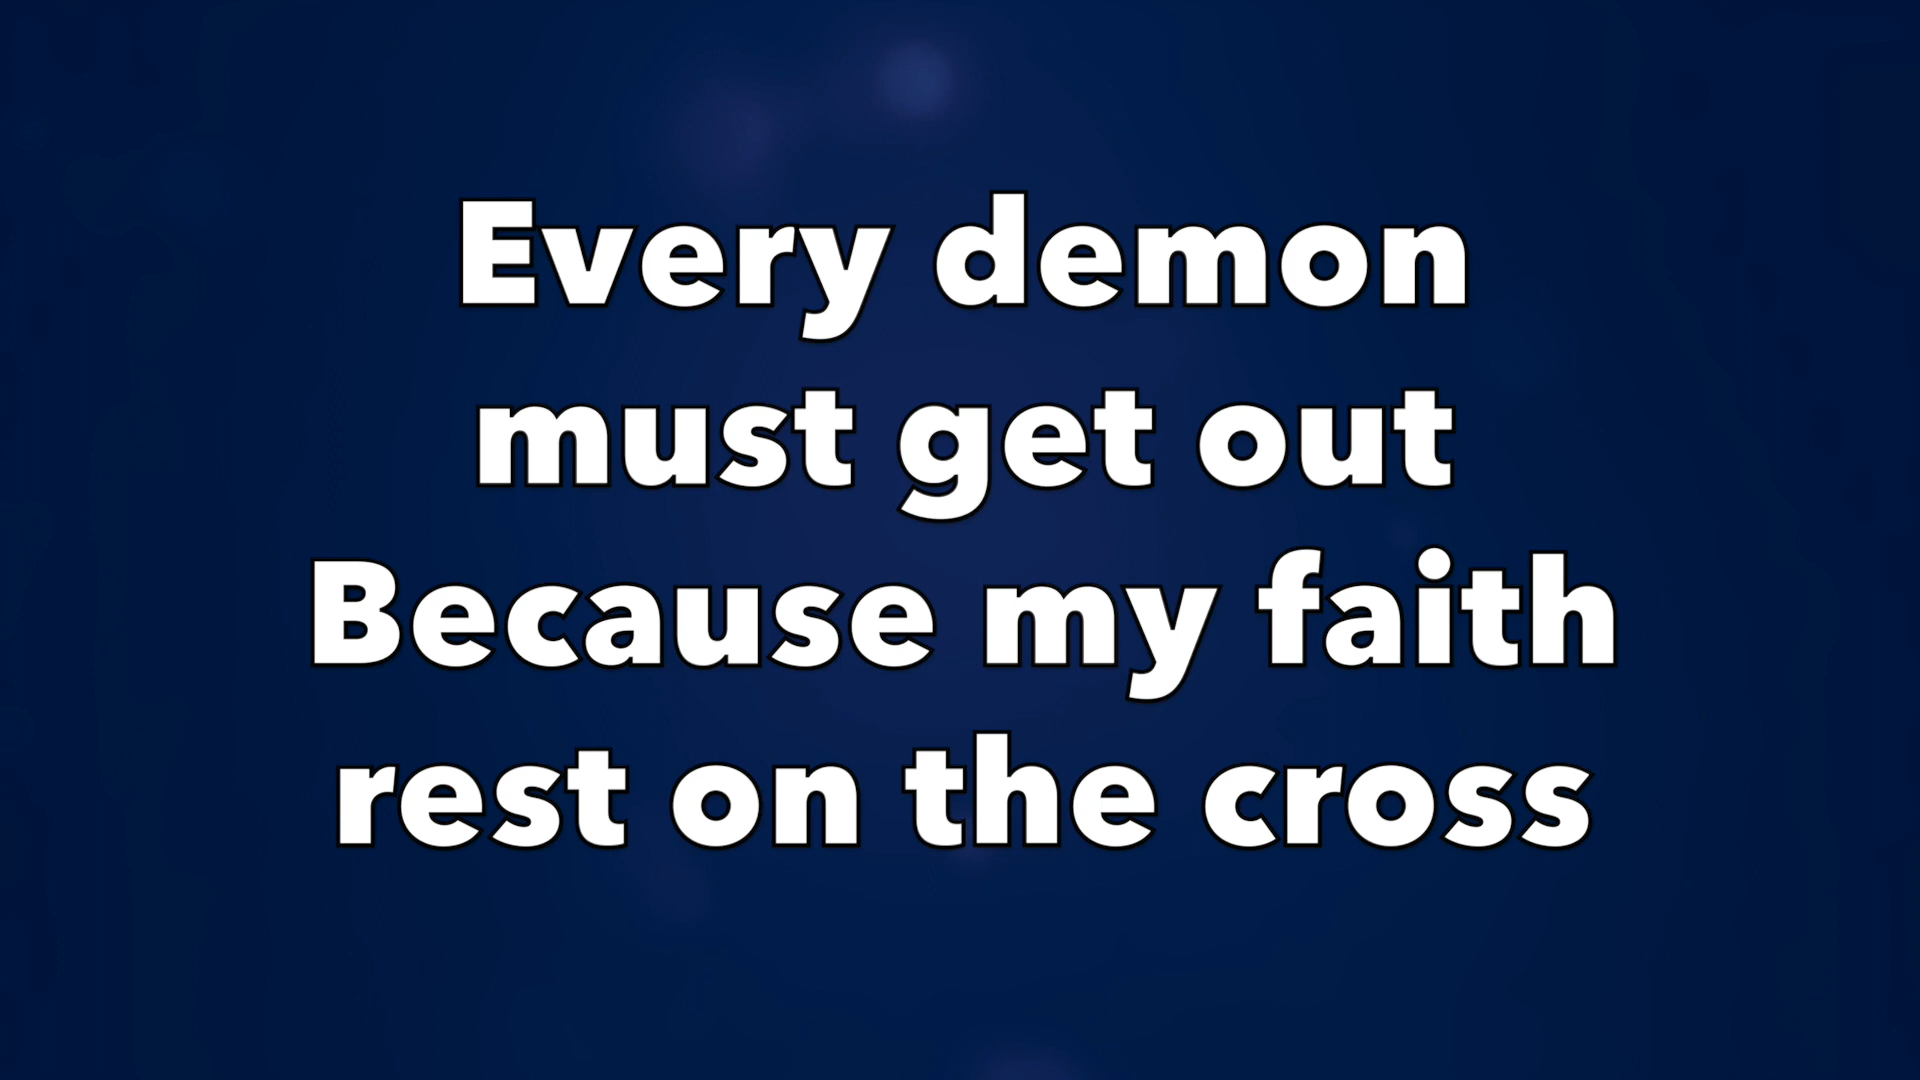 Every demon
must get out
Because my faith
rest on the cross